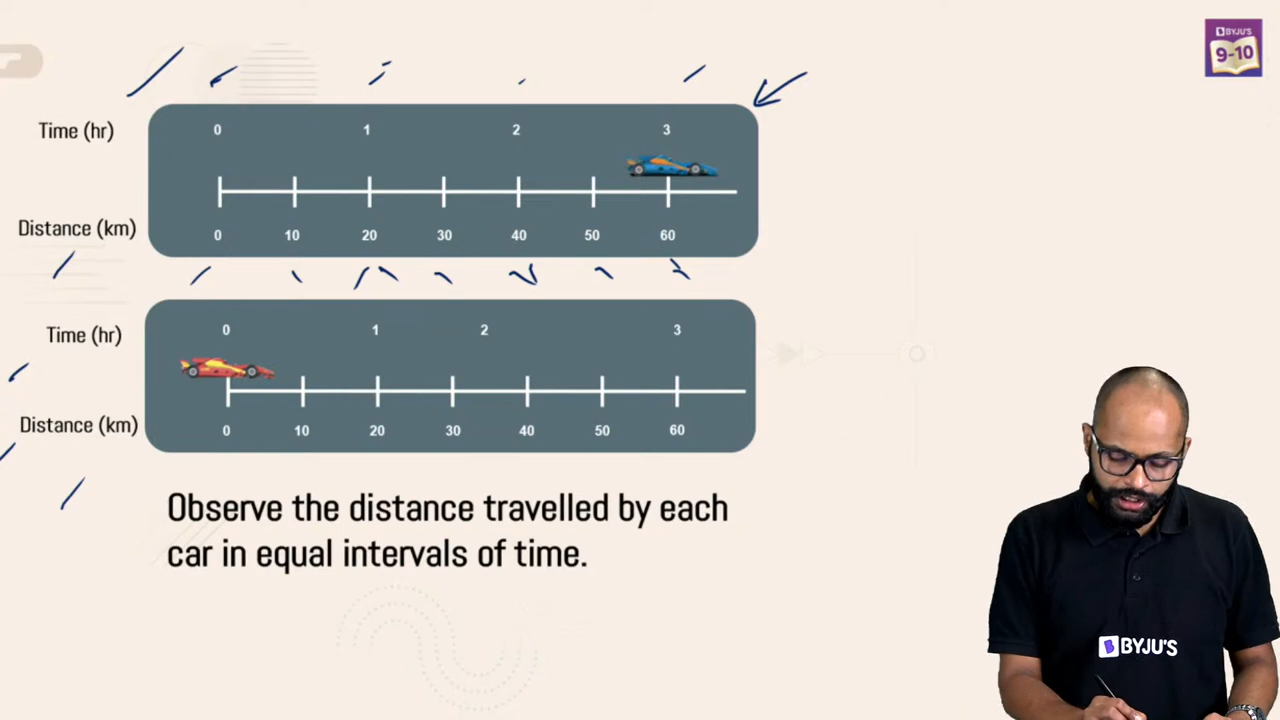 BYJU'S
9-10
Time (hr)
0 1 2 3
Distance (km)
0 10 20 30 40 50 60
Time (hr)
0 1 2 3
Distance (km)
0 10 20 30 40 50 60
Observe the distance travelled by each
car in equal intervals of time.
BYJU'S